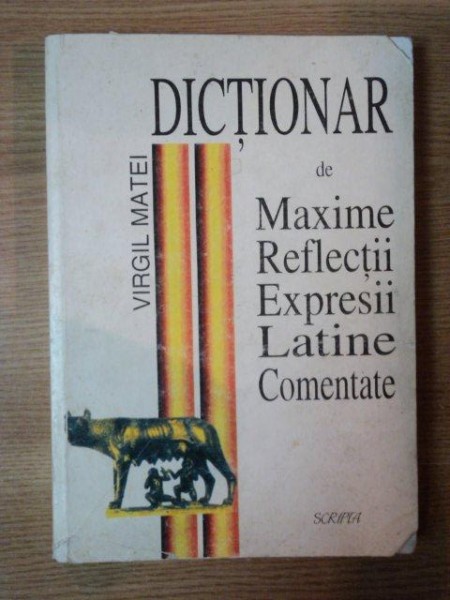 DICȚIONAR
de
Maxime
Reflecții
Expresii
Latine
Comentate
VIRGIL MATEI
SCRIPTA